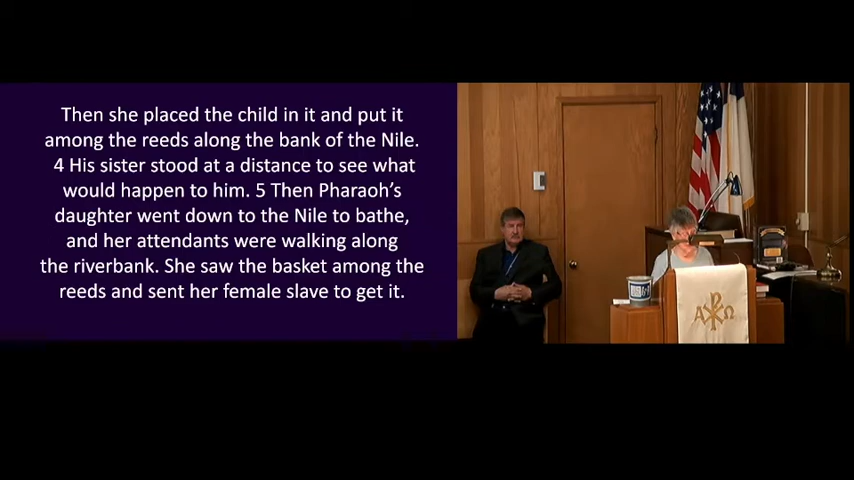 Then she placed the child in it and put it
among the reeds along the bank of the Nile.
4 His sister stood at a distance to see what
would happen to him. 5 Then Pharaoh’s
daughter went down to the Nile to bathe,
and her attendants were walking along
the riverbank. She saw the basket among the
reeds and sent her female slave to get it.
Α Ω